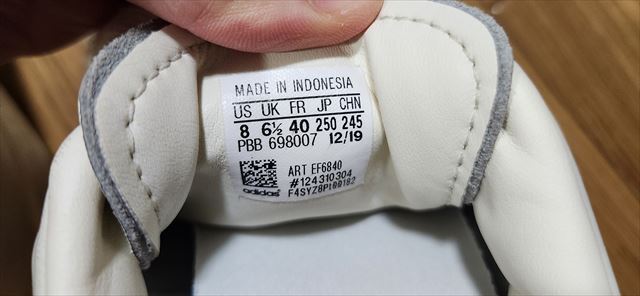 MADE IN INDONESIA
US UK FR JP CHN
8 6½ 40 250 245
PBB 698007 12/19
ART EF6840
#124310304
F4SYZ8P100182
adidas